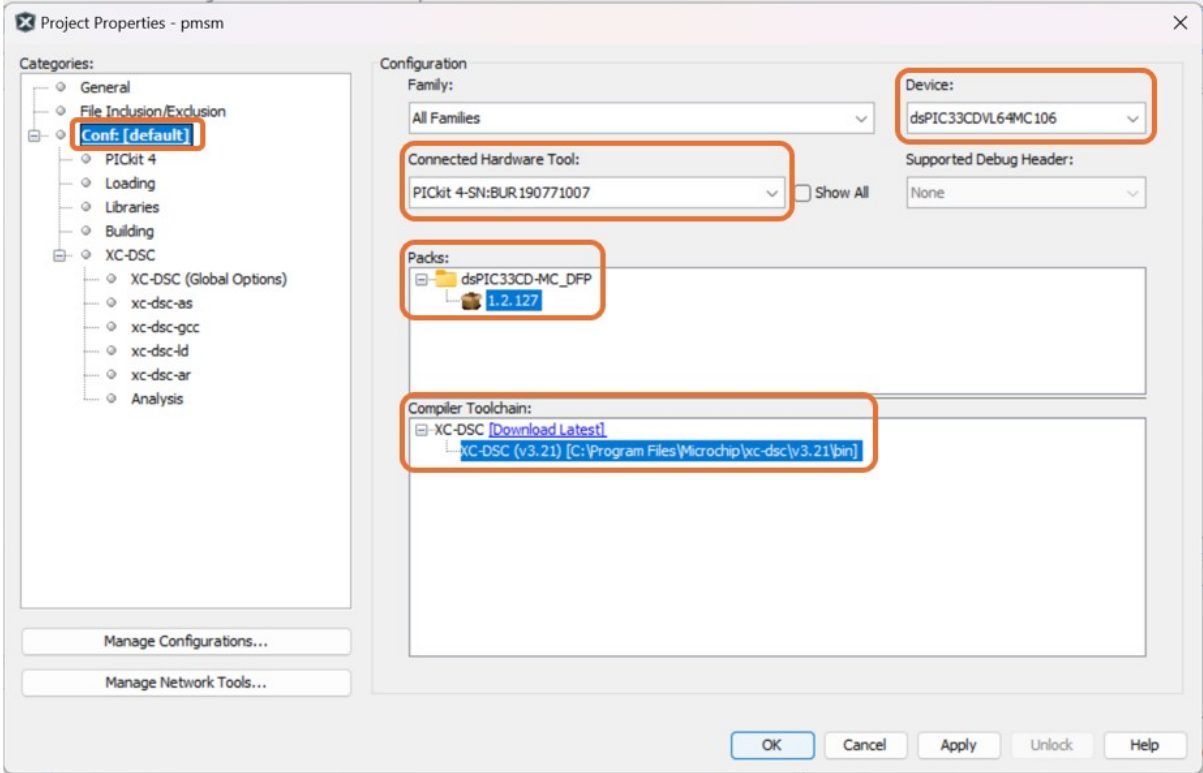 Project Properties - pmsm
Categories:
General
File Inclusion/Exclusion
Conf: [default]
PICkit 4
Loading
Libraries
Building
XC-DSC
XC-DSC (Global Options)
xc-dsc-as
xc-dsc-gcc
xc-dsc-ld
xc-dsc-ar
Analysis
Manage Configurations...
Manage Network Tools...
Configuration
Family:
All Families
Device:
dsPIC33CDVL64MC106
Connected Hardware Tool:
PICkit 4-SN:BUR190771007
Show All
Supported Debug Header:
None
Packs:
dsPIC33CD-MC_DFP
1.2.127
Compiler Toolchain:
XC-DSC [Download Latest]
XC-DSC (v3.21) [C:\Program Files\Microchip\xc-dsc\v3.21\bin]
OK
Cancel
Apply
Unlock
Help